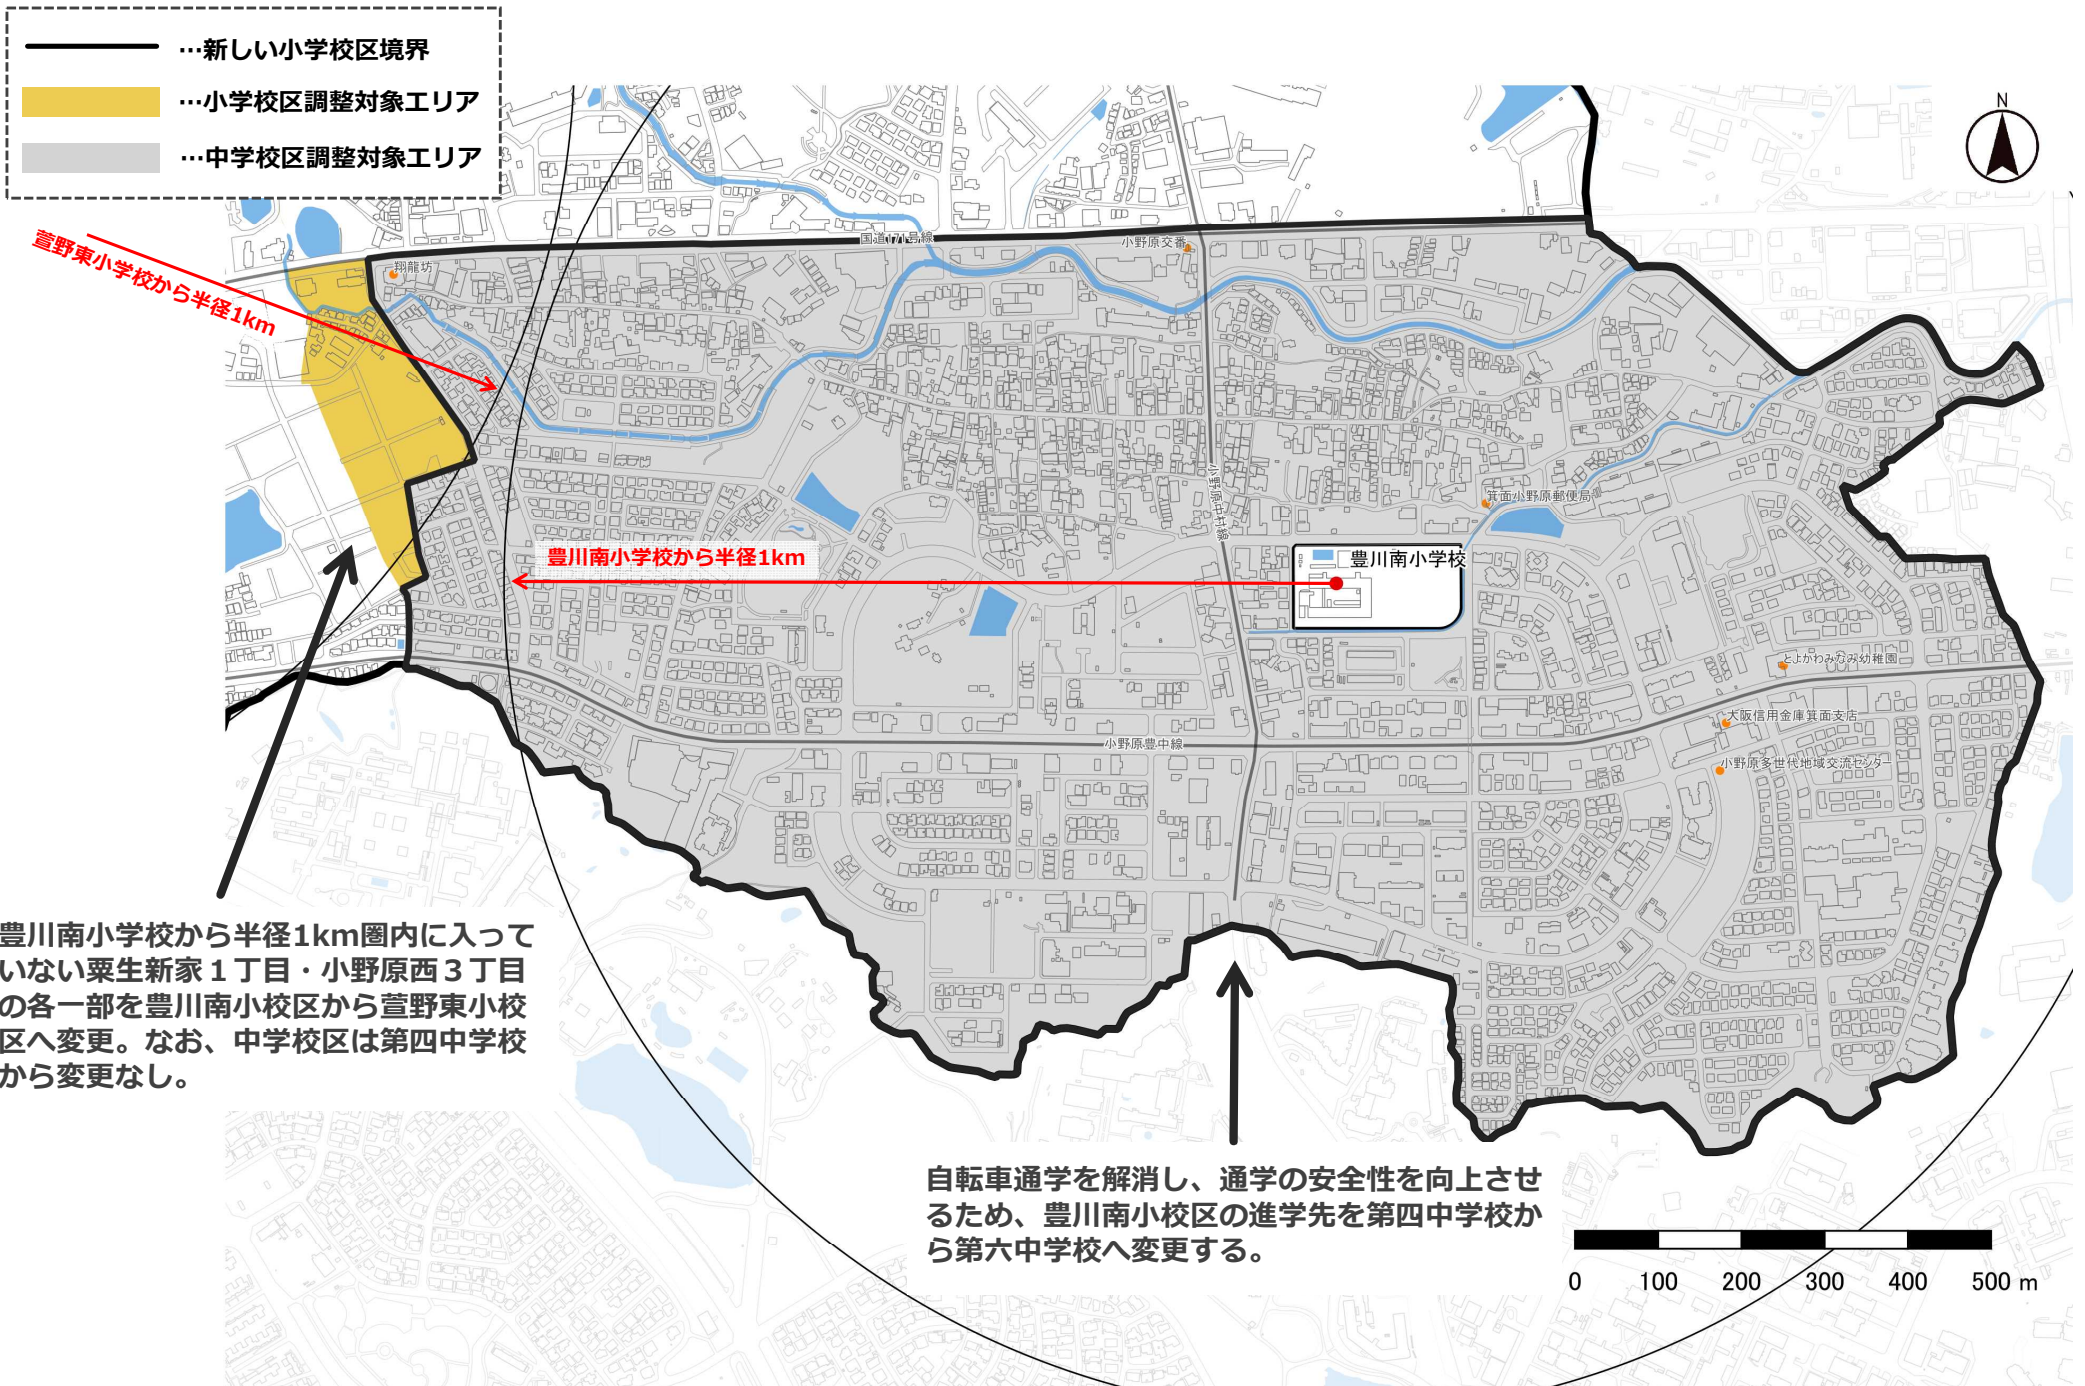 …新しい小学校区境界
…小学校区調整対象エリア
…中学校区調整対象エリア
N
萱野東小学校から半径1km
翔龍坊
国道171号線
小野原交番
小野原中村線
箕面小野原郵便局
豊川南小学校から半径1km
豊川南小学校
とよかわみなみ幼稚園
大阪信用金庫箕面支店
小野原豊中線
小野原多世代地域交流センター
豊川南小学校から半径1km圏内に入って
いない粟生新家１丁目・小野原西３丁目
の各一部を豊川南小校区から萱野東小校
区へ変更。なお、中学校区は第四中学校
から変更なし。
自転車通学を解消し、通学の安全性を向上させ
るため、豊川南小校区の進学先を第四中学校か
ら第六中学校へ変更する。
0 100 200 300 400 500 m